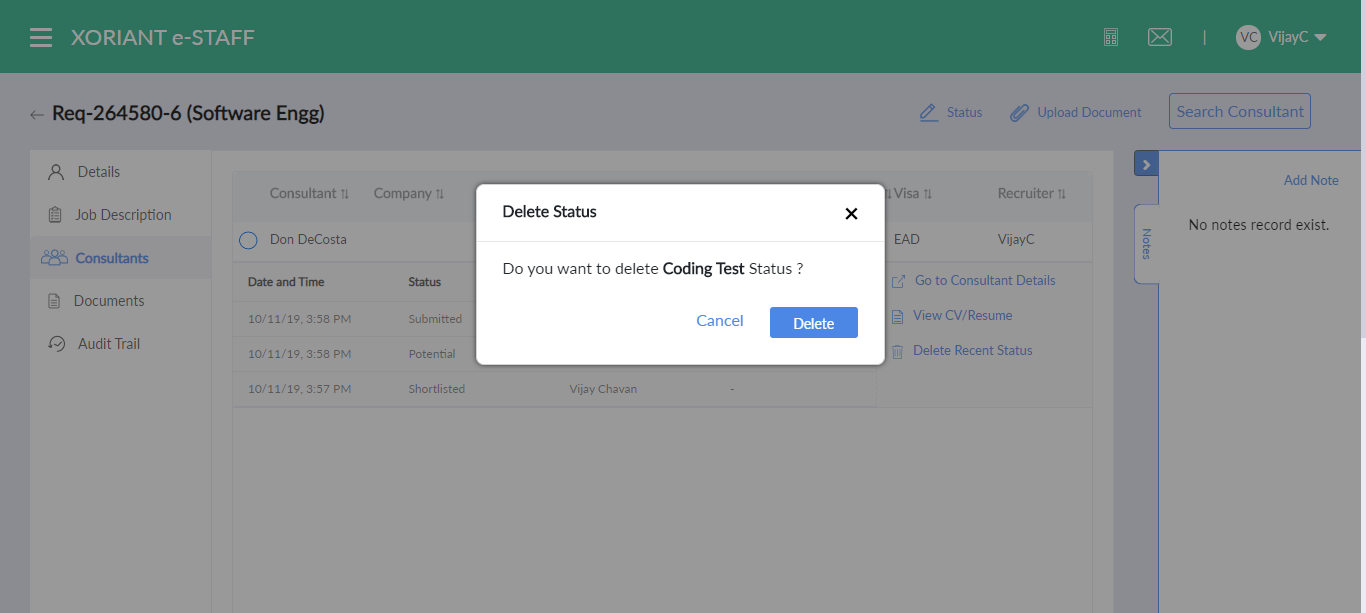 XORIANT e-STAFF
|
VC VijayC
← Req-264580-6 (Software Engg)
Status
Upload Document
Search Consultant
Details
Job Description
Consultants
Documents
Audit Trail
Consultant Company Visa Recruiter
Don DeCosta EAD VijayC
Date and Time Status
10/11/19, 3:58 PM Submitted
10/11/19, 3:58 PM Potential
10/11/19, 3:57 PM Shortlisted Vijay Chavan -
Go to Consultant Details
View CV/Resume
Delete Recent Status
Delete Status
Do you want to delete Coding Test Status ?
Cancel Delete
Notes
Add Note
No notes record exist.